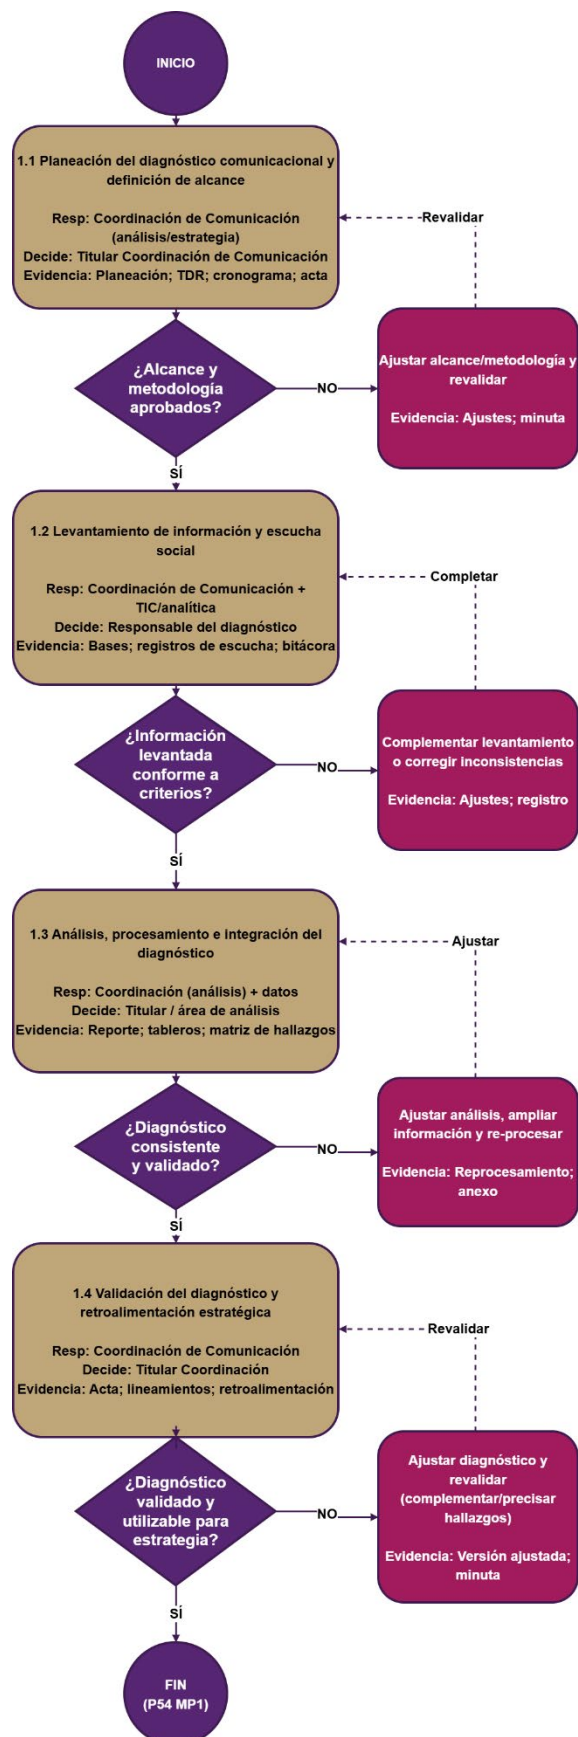 INICIO
1.1 Planeación del diagnóstico comunicacional y
definición de alcance
Resp: Coordinación de Comunicación
(análisis/estrategia)
Decide: Titular Coordinación de Comunicación
Evidencia: Planeación; TDR; cronograma; acta
Revalidar
¿Alcance y
metodología
aprobados?
NO
Ajustar alcance/metodología y
revalidar
Evidencia: Ajustes; minuta
SÍ
1.2 Levantamiento de información y escucha
social
Resp: Coordinación de Comunicación +
TIC/analítica
Decide: Responsable del diagnóstico
Evidencia: Bases; registros de escucha; bitácora
Completar
¿Información
levantada
conforme a
criterios?
NO
Complementar levantamiento
o corregir inconsistencias
Evidencia: Ajustes; registro
SÍ
1.3 Análisis, procesamiento e integración del
diagnóstico
Resp: Coordinación (análisis) + datos
Decide: Titular / área de análisis
Evidencia: Reporte; tableros; matriz de hallazgos
Ajustar
¿Diagnóstico
consistente
y validado?
NO
Ajustar análisis, ampliar
información y re-procesar
Evidencia: Reprocesamiento;
anexo
SÍ
1.4 Validación del diagnóstico y
retroalimentación estratégica
Resp: Coordinación de Comunicación
Decide: Titular Coordinación
Evidencia: Acta; lineamientos; retroalimentación
Revalidar
¿Diagnóstico
validado y
utilizable para
estrategia?
NO
Ajustar diagnóstico y
revalidar
(complementar/precisar
hallazgos)
Evidencia: Versión ajustada;
minuta
SÍ
FIN
(P54 MP1)